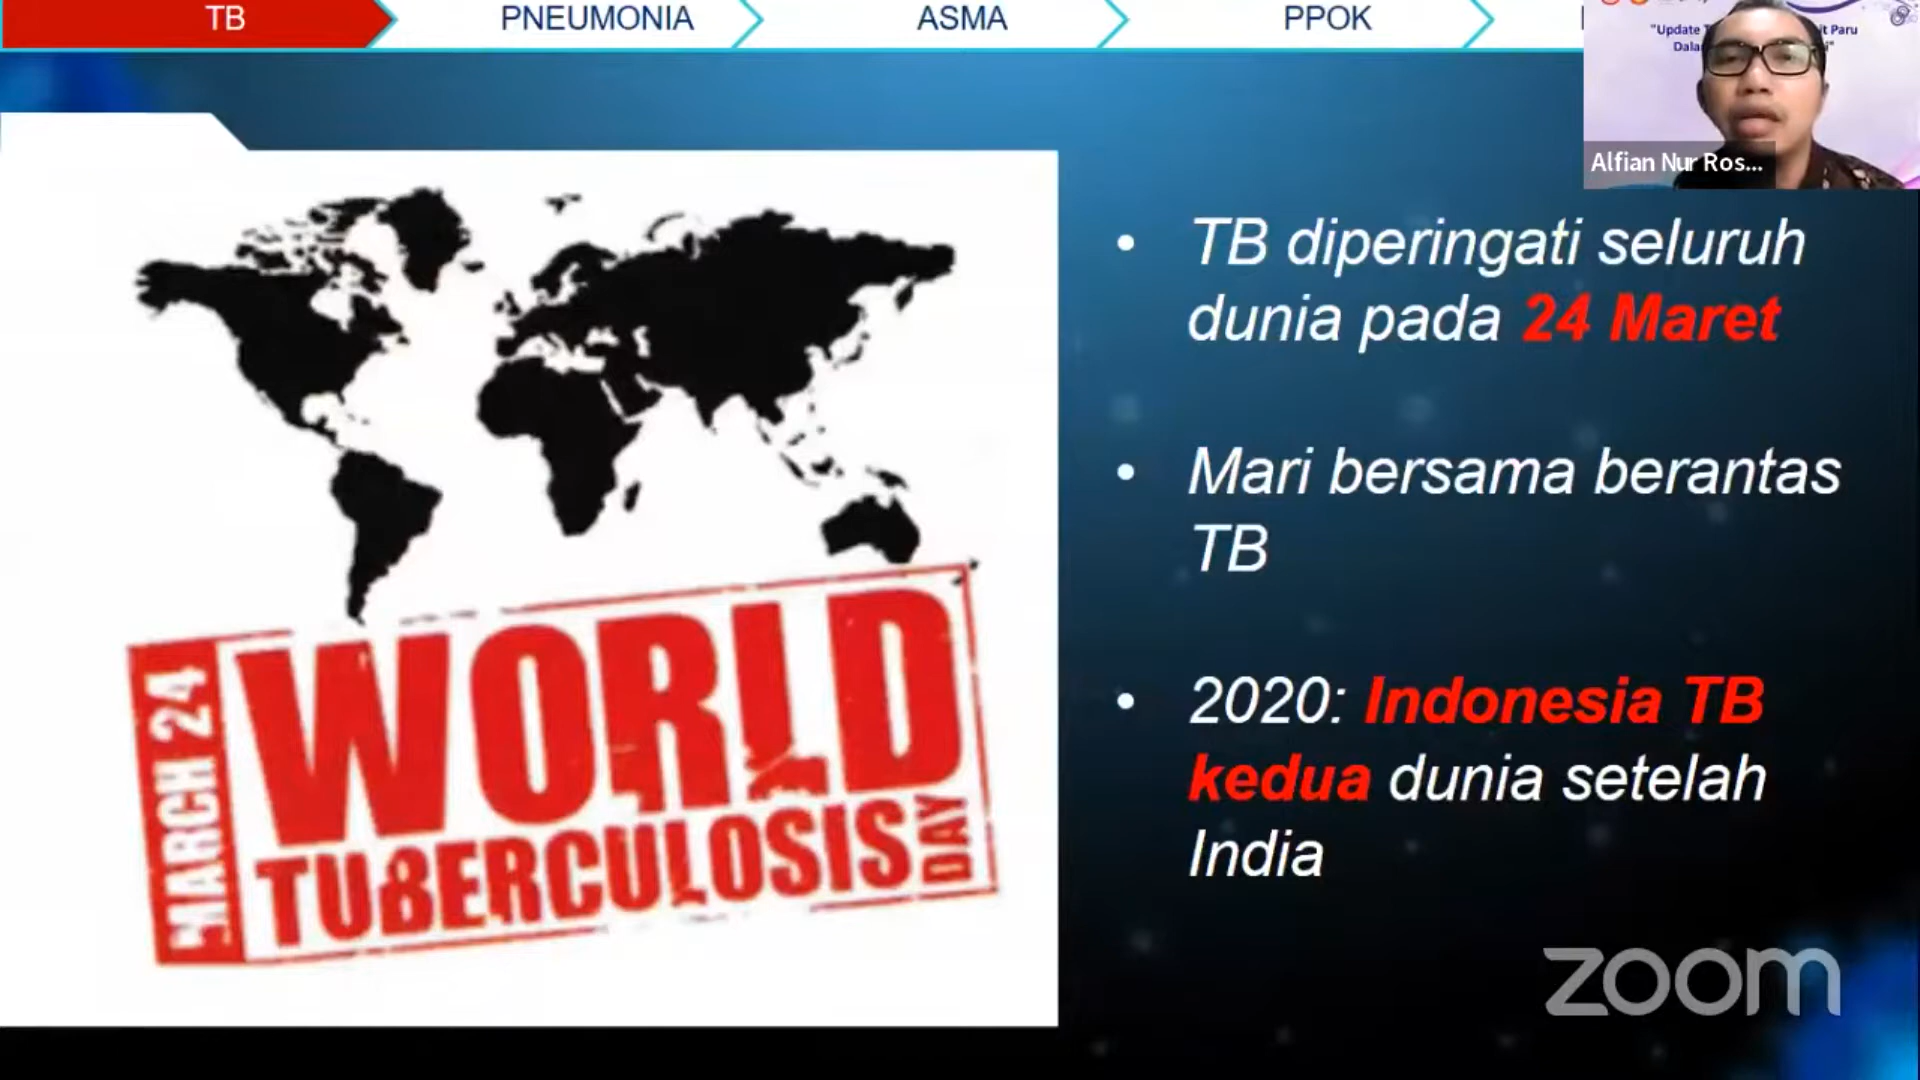 TB
PNEUMONIA
ASMA
PPOK
"Update
it Paru
Alfian Nur Ros...
TB diperingati seluruh
dunia pada 24 Maret
Mari bersama berantas
TB
2020: Indonesia TB
kedua dunia setelah
India
MARCH 24
WORLD
TUBERCULOSIS
DAY
zoom